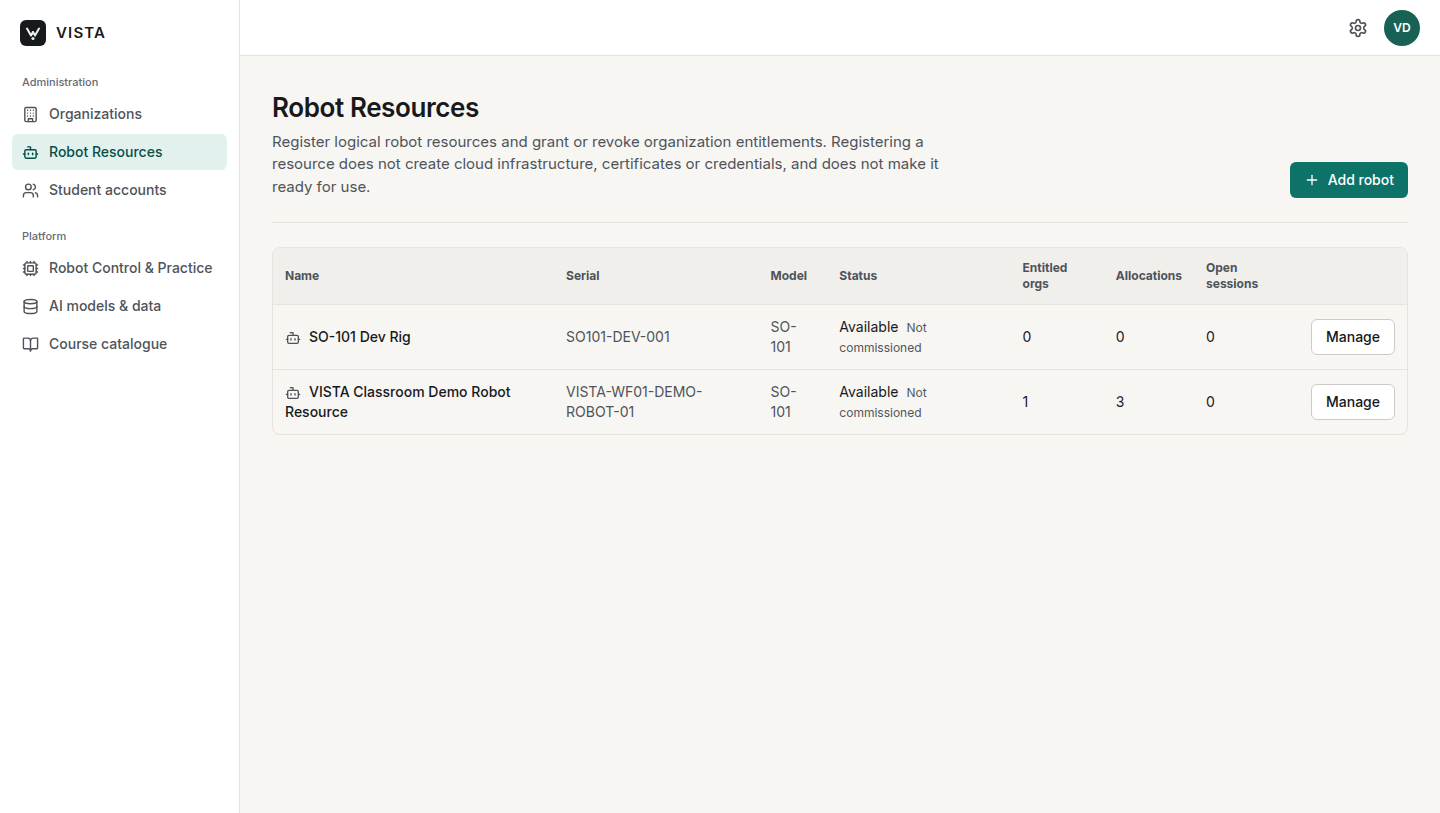 VISTA
VD
Administration
Organizations
Robot Resources
Student accounts
Platform
Robot Control & Practice
AI models & data
Course catalogue
Robot Resources
Register logical robot resources and grant or revoke organization entitlements. Registering a
resource does not create cloud infrastructure, certificates or credentials, and does not make it
ready for use.
Add robot
Name Serial Model Status Entitled orgs Allocations Open sessions
SO-101 Dev Rig SO101-DEV-001 SO-101 Available Not commissioned 0 0 0 Manage
VISTA Classroom Demo Robot Resource VISTA-WF01-DEMO-ROBOT-01 SO-101 Available Not commissioned 1 3 0 Manage